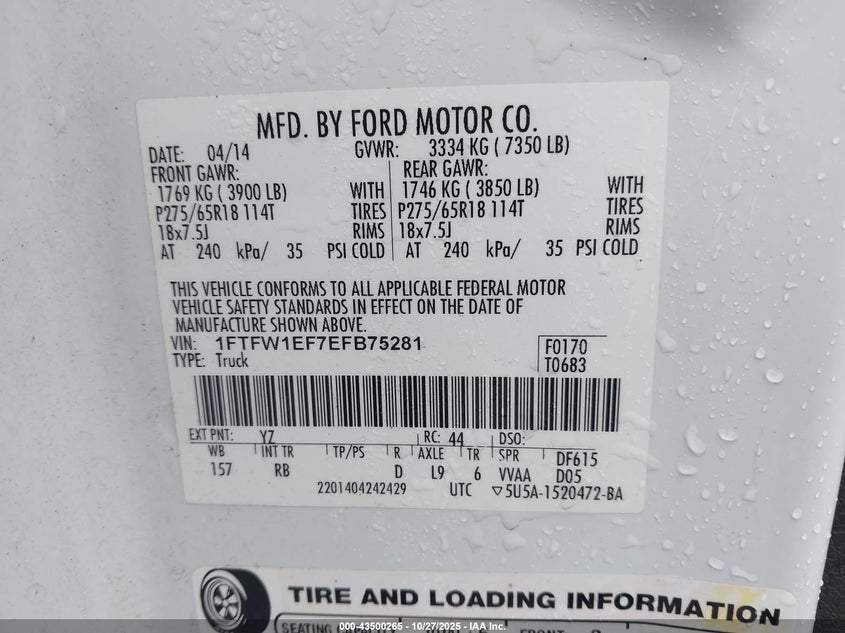 MFD. BY FORD MOTOR CO.
DATE: 04/14 GVWR: 3334 KG ( 7350 LB)
FRONT GAWR: REAR GAWR:
1769 KG ( 3900 LB) WITH 1746 KG ( 3850 LB) WITH
P275/65R18 114T TIRES P275/65R18 114T TIRES
18x7.5J RIMS 18x7.5J RIMS
AT 240 kPa/ 35 PSI COLD AT 240 kPa/ 35 PSI COLD
THIS VEHICLE CONFORMS TO ALL APPLICABLE FEDERAL MOTOR
VEHICLE SAFETY STANDARDS IN EFFECT ON THE DATE OF
MANUFACTURE SHOWN ABOVE.
VIN: 1FTFW1EF7EFB75281 F0170
TYPE: Truck T0683
EXT PNT: YZ RC: 44 DSO:
WB INT TR TP/PS R AXLE TR SPR DF615
157 RB D L9 6 VVAA D05
2201404242429 UTC ▽5U5A-1520472-BA
TIRE AND LOADING INFORMATION
000-43500265 - 10/27/2025 - IAA Inc.